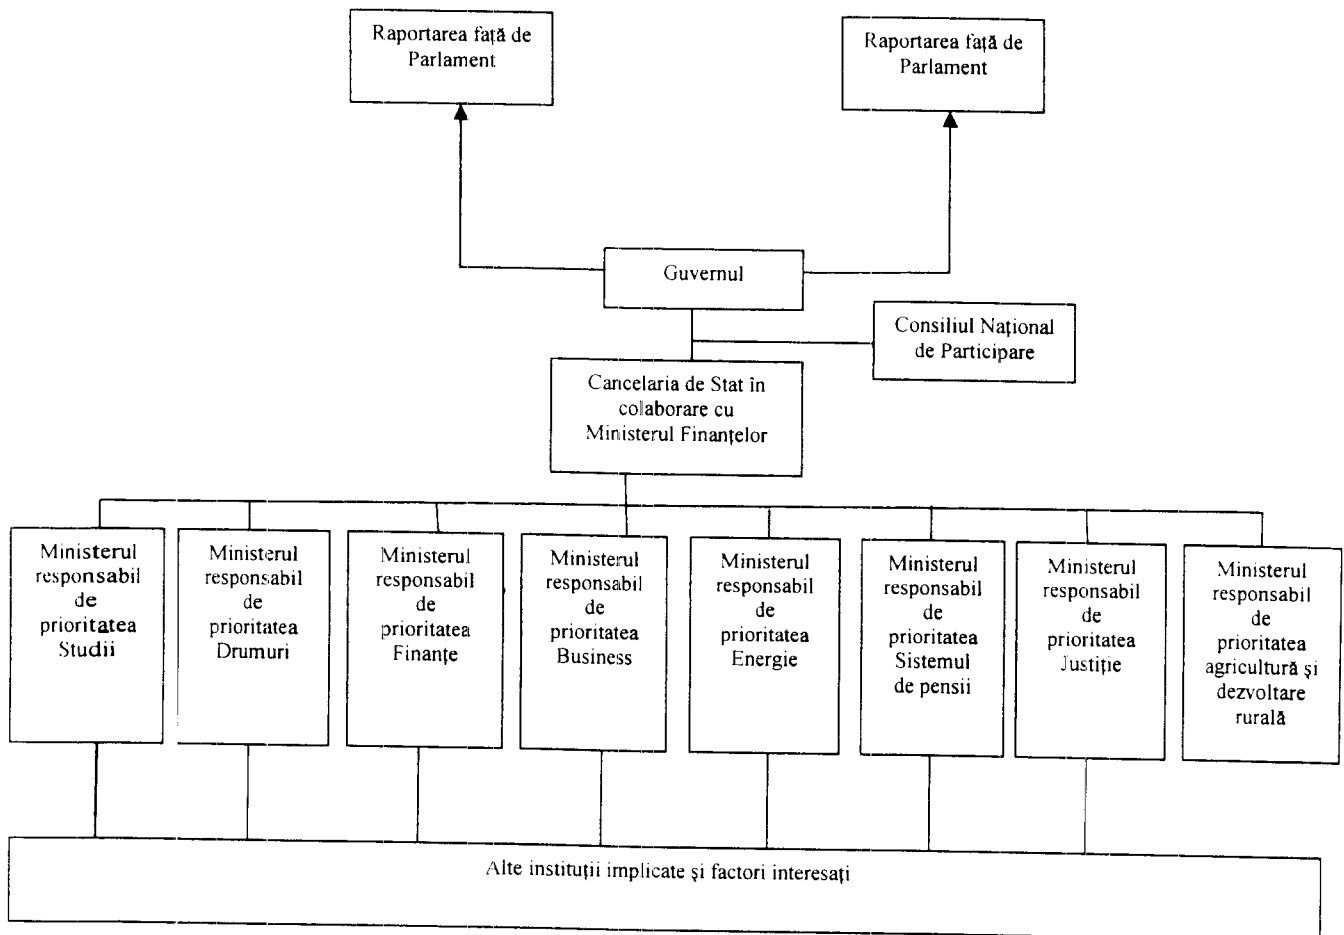 Raportarea față de
Parlament
Raportarea față de
Parlament
Guvernul
Consiliul Național
de Participare
Cancelaria de Stat în
colaborare cu
Ministerul Finanțelor
Ministerul
responsabil
de
prioritatea
Studii
Ministerul
responsabil
de
prioritatea
Drumuri
Ministerul
responsabil
de
prioritatea
Finanțe
Ministerul
responsabil
de
prioritatea
Business
Ministerul
responsabil
de
prioritatea
Energie
Ministerul
responsabil
de
prioritatea
Sistemul
de pensii
Ministerul
responsabil
de
prioritatea
Justiție
Ministerul
responsabil
de
prioritatea
agricultură și
dezvoltare
rurală
Alte instituții implicate și factori interesați